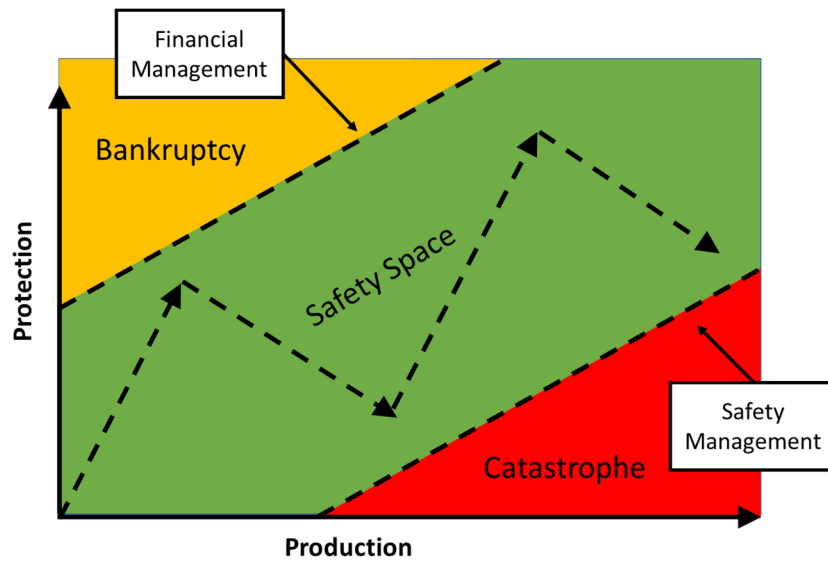 Financial
Management
Bankruptcy
Protection
Safety Space
Safety
Management
Catastrophe
Production